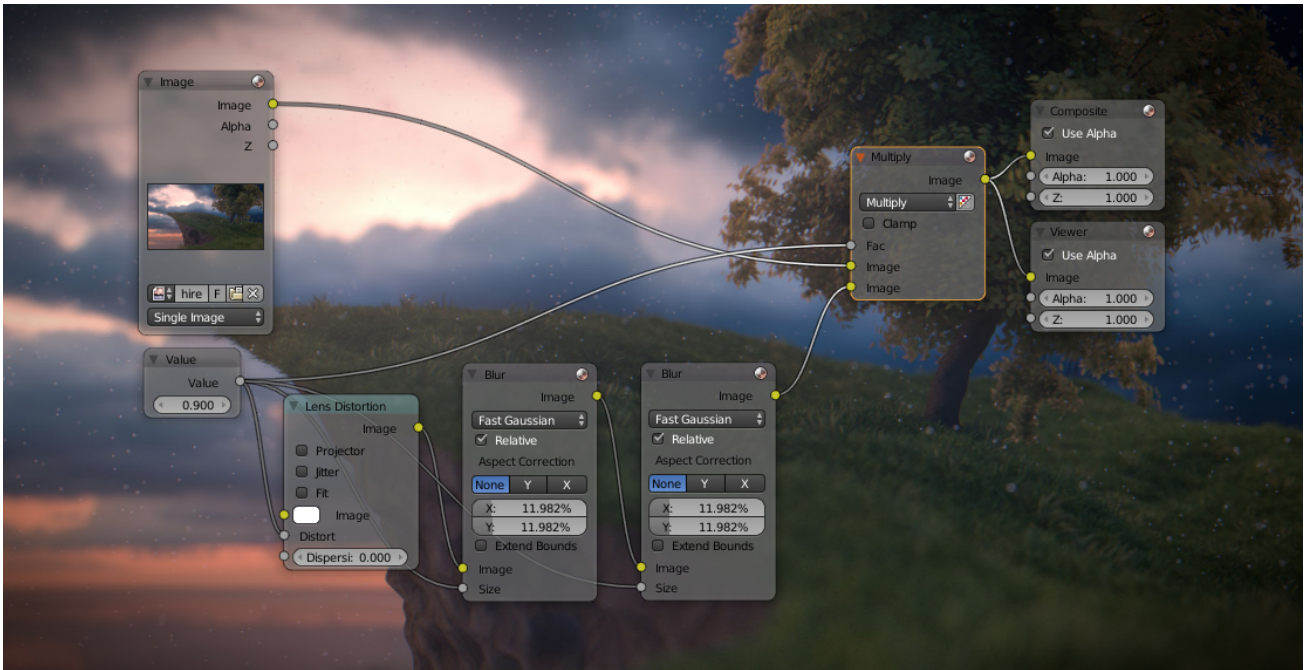 Image
Image
Alpha
Z
hire F
Single Image
Value
Value
0.900
Lens Distortion
Image
Projector
Jitter
Fit
Image
Distort
Dispersi: 0.000
Blur
Image
Fast Gaussian
Relative
Aspect Correction
None Y X
X: 11.982%
Y: 11.982%
Extend Bounds
Image
Size
Blur
Image
Fast Gaussian
Relative
Aspect Correction
None Y X
X: 11.982%
Y: 11.982%
Extend Bounds
Image
Size
Multiply
Image
Multiply
Clamp
Fac
Image
Image
Composite
Use Alpha
Image
Alpha: 1.000
Z: 1.000
Viewer
Use Alpha
Image
Alpha: 1.000
Z: 1.000